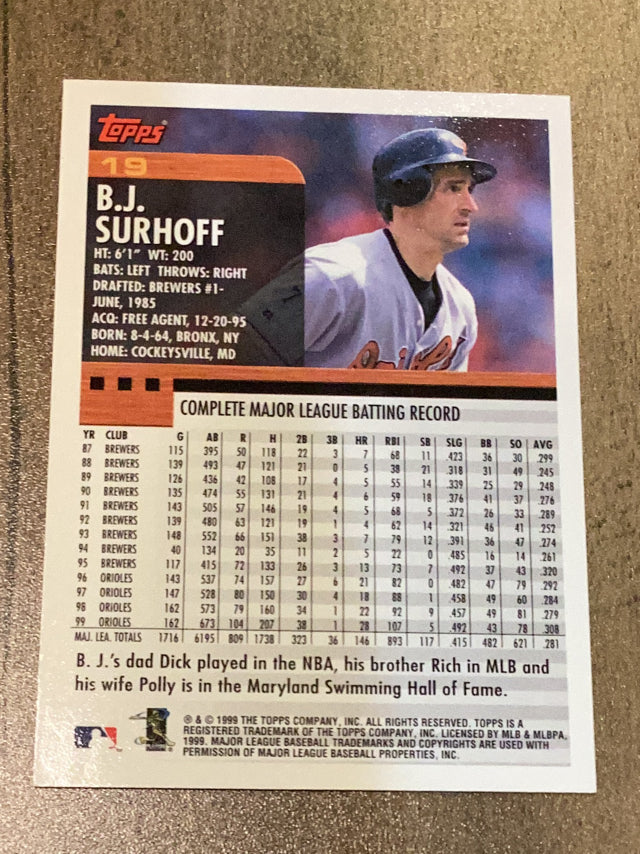 Topps
19
B.J.
SURHOFF
HT: 6'1" WT: 200
BATS: LEFT THROWS: RIGHT
DRAFTED: BREWERS #1-
JUNE, 1985
ACQ: FREE AGENT, 12-20-95
BORN: 8-4-64, BRONX, NY
HOME: COCKEYSVILLE, MD
COMPLETE MAJOR LEAGUE BATTING RECORD
YR CLUB G AB R H 2B 3B HR RBI SB SLG BB SO AVG
87 BREWERS 115 395 50 118 22 3 7 68 11 .423 36 30 .299
88 BREWERS 139 493 47 121 21 0 5 38 21 .318 31 49 .245
89 BREWERS 126 436 42 108 17 4 5 55 14 .339 25 29 .248
90 BREWERS 135 474 55 131 21 4 6 59 18 .376 41 37 .276
91 BREWERS 143 505 57 146 19 4 5 68 5 .372 26 33 .289
92 BREWERS 139 480 63 121 19 1 4 62 14 .321 46 41 .252
93 BREWERS 148 552 66 151 38 3 7 79 12 .391 36 47 .274
94 BREWERS 40 134 20 35 11 2 5 22 0 .485 16 14 .261
95 BREWERS 117 415 72 133 26 3 13 73 7 .492 37 43 .320
96 ORIOLES 143 537 74 157 27 6 21 82 0 .482 47 79 .292
97 ORIOLES 147 528 80 150 30 4 18 88 1 .458 49 60 .284
98 ORIOLES 162 573 79 160 34 1 22 92 9 .457 49 81 .279
99 ORIOLES 162 673 104 207 38 1 28 107 5 .492 43 78 .308
MAJ. LEA. TOTALS 1716 6195 809 1738 323 36 146 893 117 .415 482 621 .281
B. J.'s dad Dick played in the NBA, his brother Rich in MLB and
his wife Polly is in the Maryland Swimming Hall of Fame.
® & © 1999 THE TOPPS COMPANY, INC. ALL RIGHTS RESERVED. TOPPS IS A
REGISTERED TRADEMARK OF THE TOPPS COMPANY, INC. LICENSED BY MLB & MLBPA,
1999. MAJOR LEAGUE BASEBALL TRADEMARKS AND COPYRIGHTS ARE USED WITH
PERMISSION OF MAJOR LEAGUE BASEBALL PROPERTIES, INC.